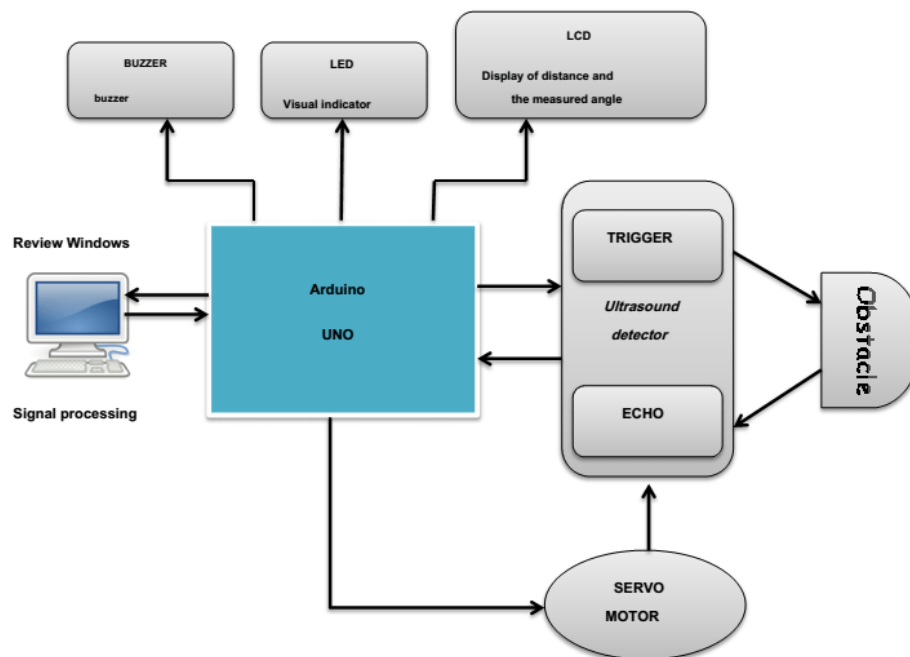 BUZZER
buzzer
LED
Visual indicator
LCD
Display of distance and
the measured angle
Review Windows
Signal processing
Arduino
UNO
TRIGGER
Ultrasound
detector
ECHO
Obstacle
SERVO
MOTOR